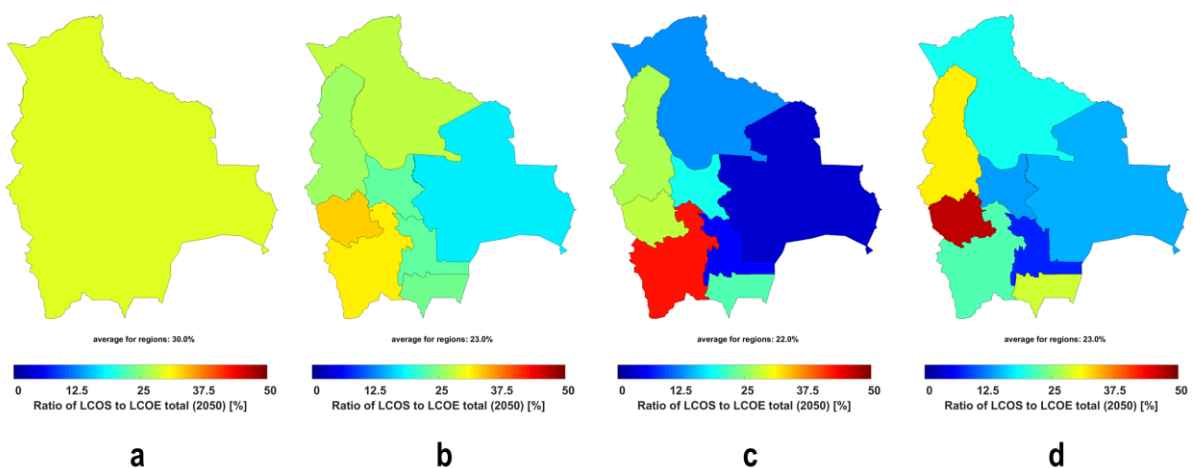 average for regions: 30.0%
average for regions: 23.0%
average for regions: 22.0%
average for regions: 23.0%
0 12.5 25 37.5 50
0 12.5 25 37.5 50
0 12.5 25 37.5 50
0 12.5 25 37.5 50
Ratio of LCOS to LCOE total (2050) [%]
Ratio of LCOS to LCOE total (2050) [%]
Ratio of LCOS to LCOE total (2050) [%]
Ratio of LCOS to LCOE total (2050) [%]
a
b
c
d